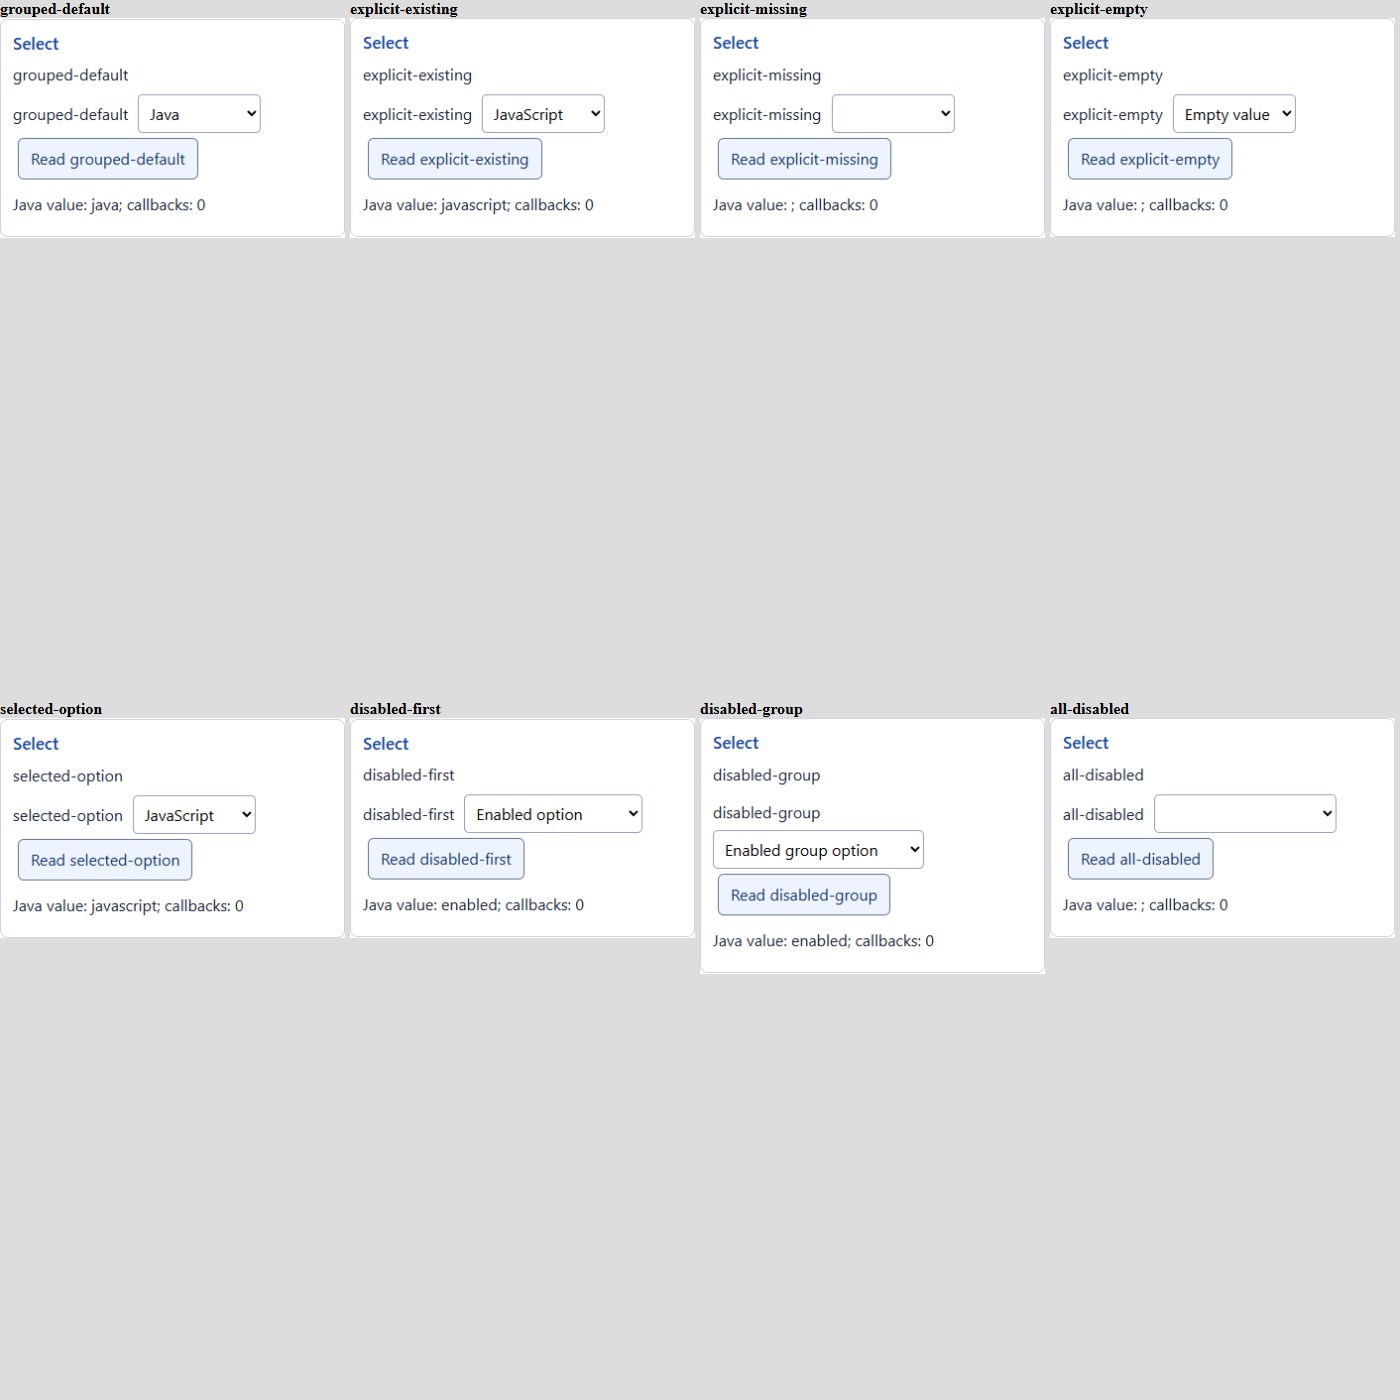 grouped-default
Select
grouped-default
grouped-default Java
Read grouped-default
Java value: java; callbacks: 0
explicit-existing
Select
explicit-existing
explicit-existing JavaScript
Read explicit-existing
Java value: javascript; callbacks: 0
explicit-missing
Select
explicit-missing
explicit-missing
Read explicit-missing
Java value: ; callbacks: 0
explicit-empty
Select
explicit-empty
explicit-empty Empty value
Read explicit-empty
Java value: ; callbacks: 0
selected-option
Select
selected-option
selected-option JavaScript
Read selected-option
Java value: javascript; callbacks: 0
disabled-first
Select
disabled-first
disabled-first Enabled option
Read disabled-first
Java value: enabled; callbacks: 0
disabled-group
Select
disabled-group
disabled-group
Enabled group option
Read disabled-group
Java value: enabled; callbacks: 0
all-disabled
Select
all-disabled
all-disabled
Read all-disabled
Java value: ; callbacks: 0